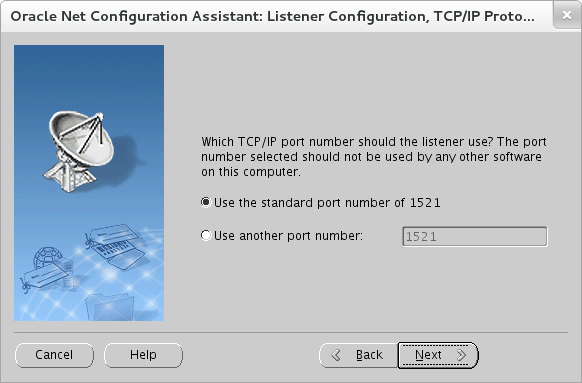 Oracle Net Configuration Assistant: Listener Configuration, TCP/IP Proto...
Which TCP/IP port number should the listener use? The port
number selected should not be used by any other software
on this computer.
Use the standard port number of 1521
Use another port number:
1521
Cancel
Help
Back
Next